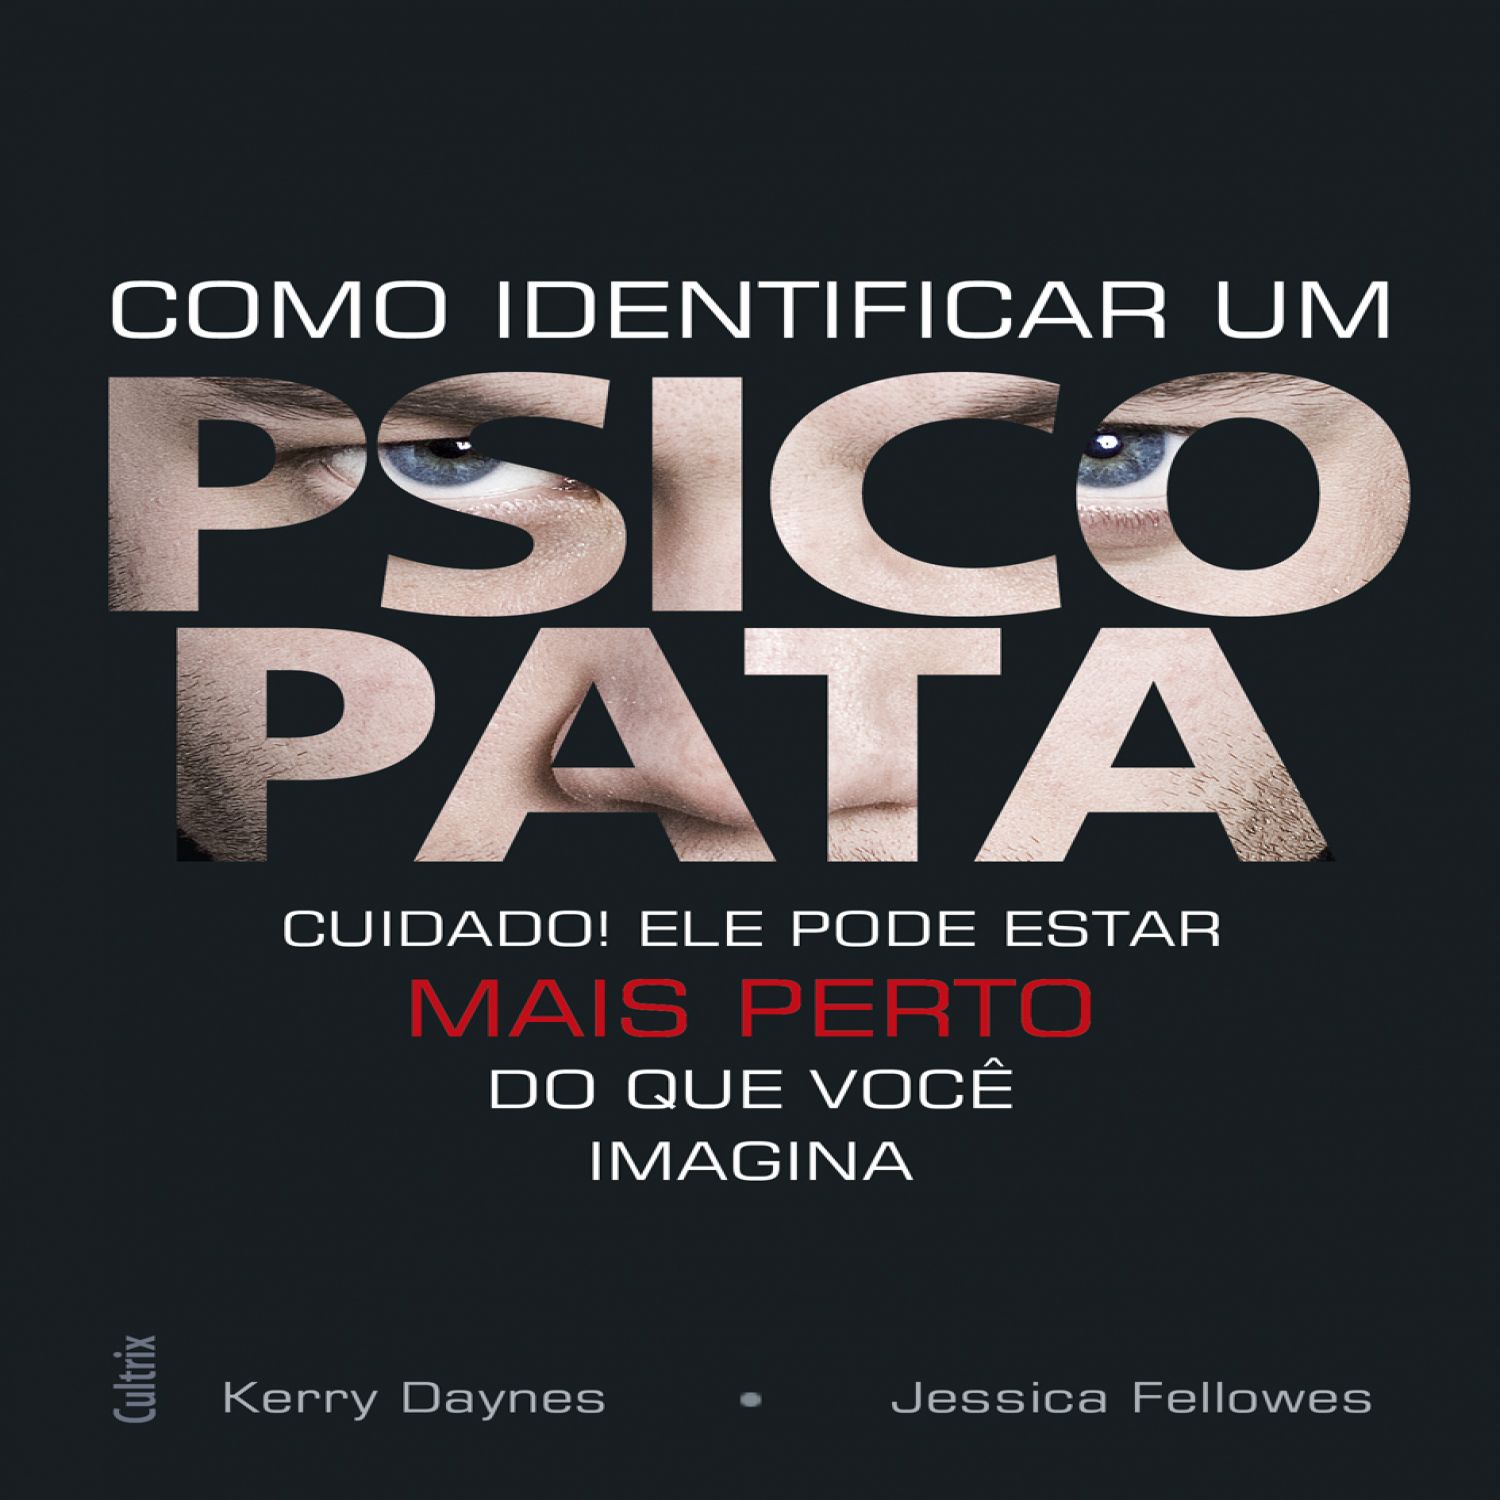 COMO IDENTIFICAR UM
PSICO
PATA
CUIDADO! ELE PODE ESTAR
MAIS PERTO
DO QUE VOCÊ
IMAGINA
Cultrix
Kerry Daynes • Jessica Fellowes